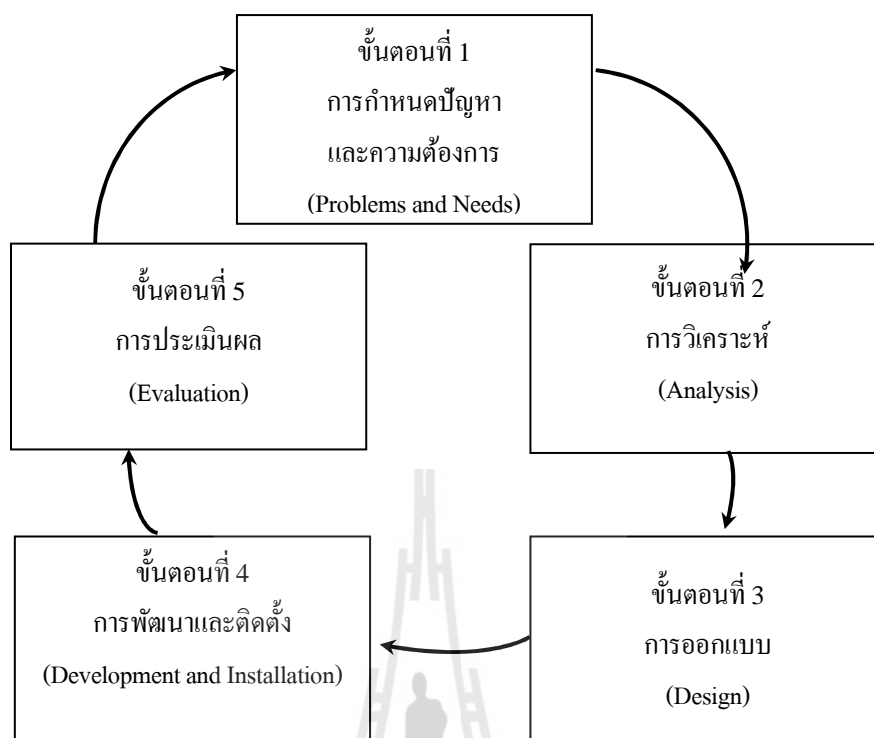 ขั้นตอนที่ 1
การกำหนดปัญหา
และความต้องการ
(Problems and Needs)
ขั้นตอนที่ 2
การวิเคราะห์
(Analysis)
ขั้นตอนที่ 3
การออกแบบ
(Design)
ขั้นตอนที่ 4
การพัฒนาและติดตั้ง
(Development and Installation)
ขั้นตอนที่ 5
การประเมินผล
(Evaluation)